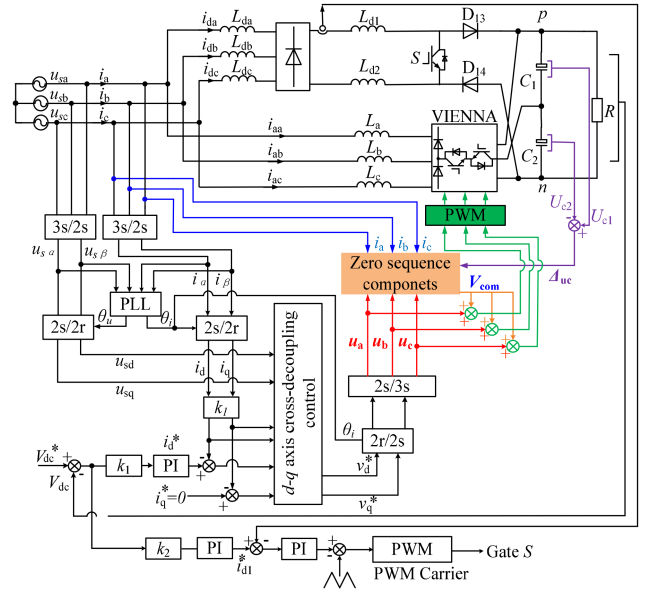 i_da L_da
L_d1 D_13 p
i_db L_db
i_dc L_dc
S
L_d2 D_14
C_1
R
u_sa i_a
u_sb i_b
u_sc i_c
VIENNA
i_aa L_a
i_ab L_b
i_ac L_c
C_2
n
PWM
U_c2 U_c1
3s/2s 3s/2s
u_sα u_sβ
i_a i_b i_c
Zero sequence
componets
V_com
Δ_uc
i_α i_β
PLL
θ_u θ_i
2s/2r 2s/2r
u_sd
u_sq
i_d i_q
k_I
d-q axis cross-decoupling
control
u_a u_b u_c
2s/3s
θ_i
2r/2s
v_d^*
v_q^*
V_dc^* + - V_dc
k_1 PI i_d^* + -
i_q^*=0 + -
k_2 PI i_d1^* + - PI + - PWM Gate S
PWM Carrier